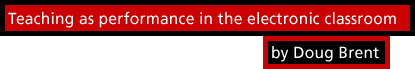 Teaching as performance in the electronic classroom
by Doug Brent